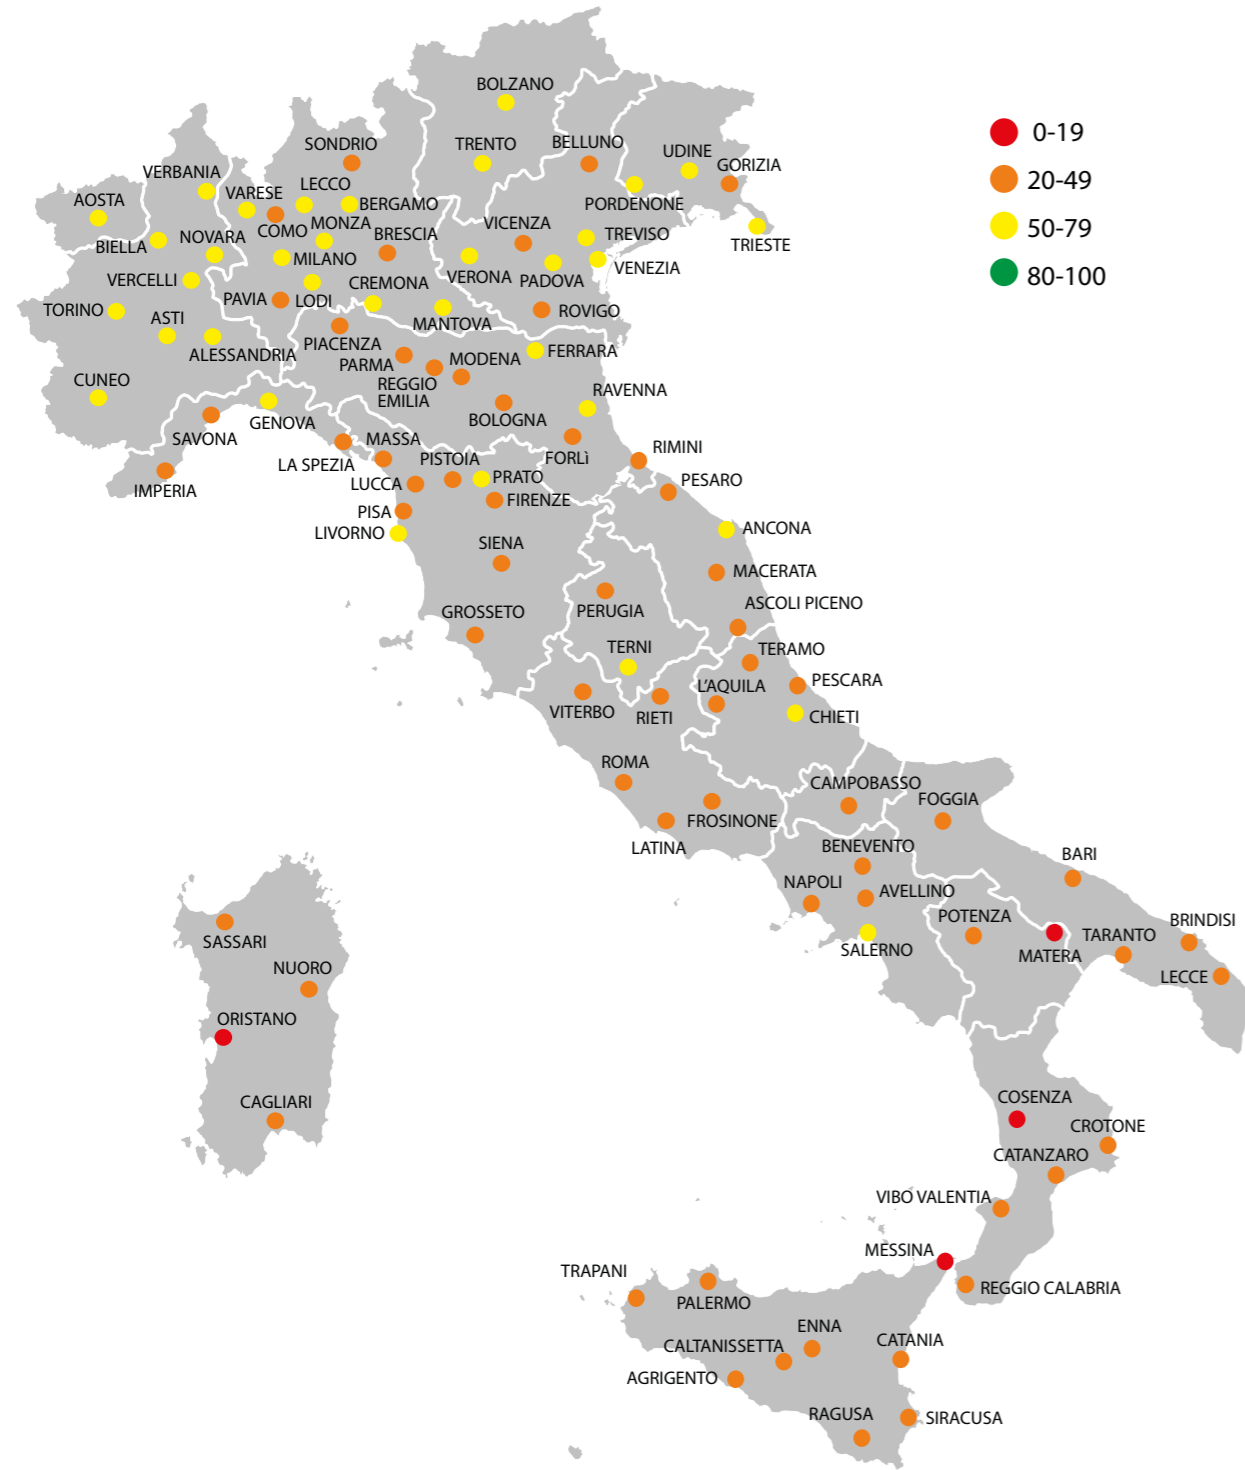 BOLZANO
0-19
SONDRIO
TRENTO
BELLUNO
UDINE
GORIZIA
20-49
VERBANIA
AOSTA
VARESE
LECCO
BERGAMO
PORDENONE
50-79
BIELLA
NOVARA
COMO
MONZA
BRESCIA
VICENZA
TREVISO
TRIESTE
VERCELLI
MILANO
VERONA
PADOVA
VENEZIA
80-100
TORINO
ASTI
PAVIA
LODI
CREMONA
MANTOVA
ROVIGO
ALESSANDRIA
PIACENZA
PARMA
MODENA
FERRARA
CUNEO
REGGIO
EMILIA
RAVENNA
SAVONA
GENOVA
BOLOGNA
IMPERIA
LA SPEZIA
MASSA
PISTOIA
FORLì
RIMINI
LUCCA
PRATO
PESARO
PISA
FIRENZE
LIVORNO
ANCONA
SIENA
MACERATA
GROSSETO
PERUGIA
ASCOLI PICENO
TERNI
TERAMO
VITERBO
RIETI
L'AQUILA
PESCARA
CHIETI
ROMA
CAMPOBASSO
FOGGIA
FROSINONE
LATINA
BENEVENTO
BARI
NAPOLI
AVELLINO
POTENZA
BRINDISI
SASSARI
SALERNO
MATERA
TARANTO
NUORO
LECCE
ORISTANO
CAGLIARI
COSENZA
CROTONE
CATANZARO
VIBO VALENTIA
MESSINA
TRAPANI
PALERMO
REGGIO CALABRIA
ENNA
CALTANISSETTA
CATANIA
AGRIGENTO
RAGUSA
SIRACUSA